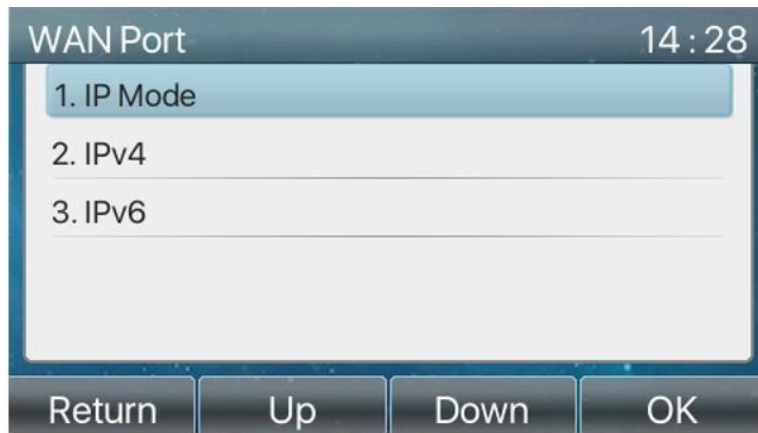 WAN Port 14 : 28
1. IP Mode
2. IPv4
3. IPv6
Return Up Down OK